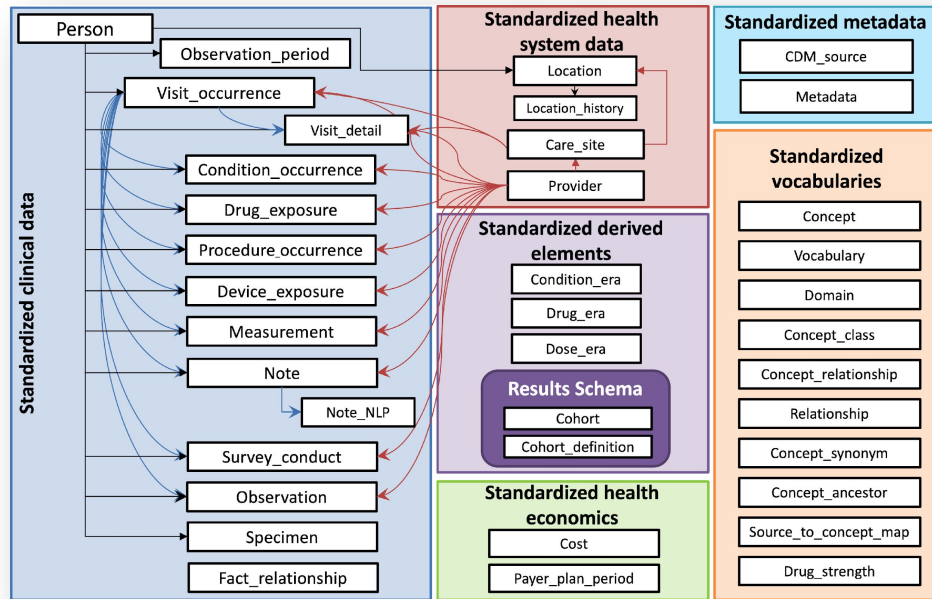 Standardized clinical data
Person
Observation_period
Visit_occurrence
Visit_detail
Condition_occurrence
Drug_exposure
Procedure_occurrence
Device_exposure
Measurement
Note
Note_NLP
Survey_conduct
Observation
Specimen
Fact_relationship
Standardized health
system data
Location
Location_history
Care_site
Provider
Standardized derived
elements
Condition_era
Drug_era
Dose_era
Results Schema
Cohort
Cohort_definition
Standardized health
economics
Cost
Payer_plan_period
Standardized metadata
CDM_source
Metadata
Standardized
vocabularies
Concept
Vocabulary
Domain
Concept_class
Concept_relationship
Relationship
Concept_synonym
Concept_ancestor
Source_to_concept_map
Drug_strength